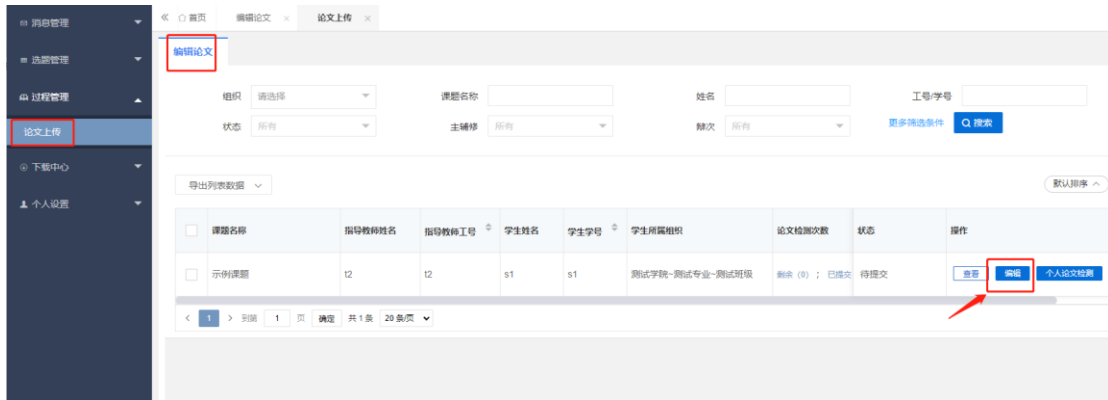 消息管理
选题管理
过程管理
论文上传
下载中心
个人设置
首页 编辑论文 × 论文上传 ×
编辑论文
组织 请选择 课题名称 姓名 工号/学号
状态 所有 主辅修 所有 辩次 所有 更多筛选条件 搜索
导出列表数据 默认排序
课题名称 指导教师姓名 指导教师工号 学生姓名 学生学号 学生所属组织 论文检测次数 状态 操作
示例课题 t2 t2 s1 s1 测试学院~测试专业~测试班级 剩余 (0) ; 已提交 待提交 查看 编辑 个人论文检测
< 1 > 到第 1 页 确定 共 1 条 20 条/页